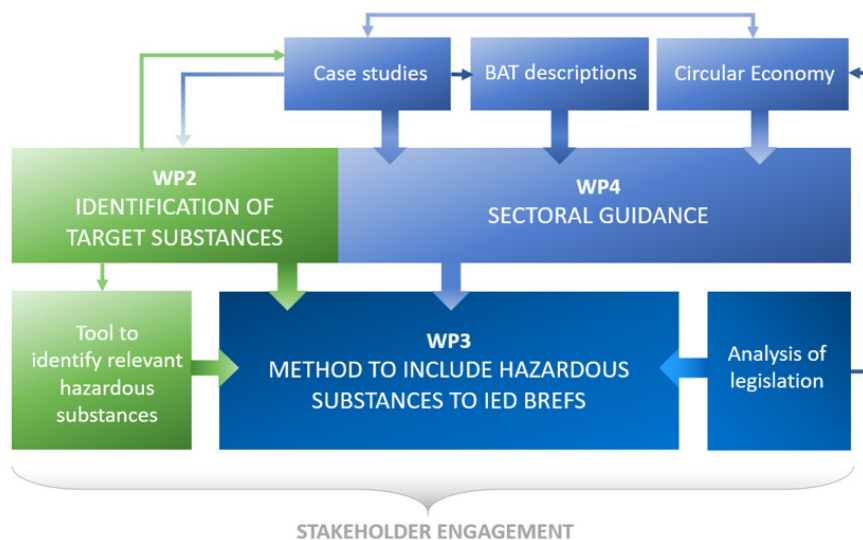 Case studies
BAT descriptions
Circular Economy
WP2
IDENTIFICATION OF
TARGET SUBSTANCES
WP4
SECTORAL GUIDANCE
Tool to
identify relevant
hazardous
substances
WP3
METHOD TO INCLUDE HAZARDOUS
SUBSTANCES TO IED BREFS
Analysis of
legislation
STAKEHOLDER ENGAGEMENT